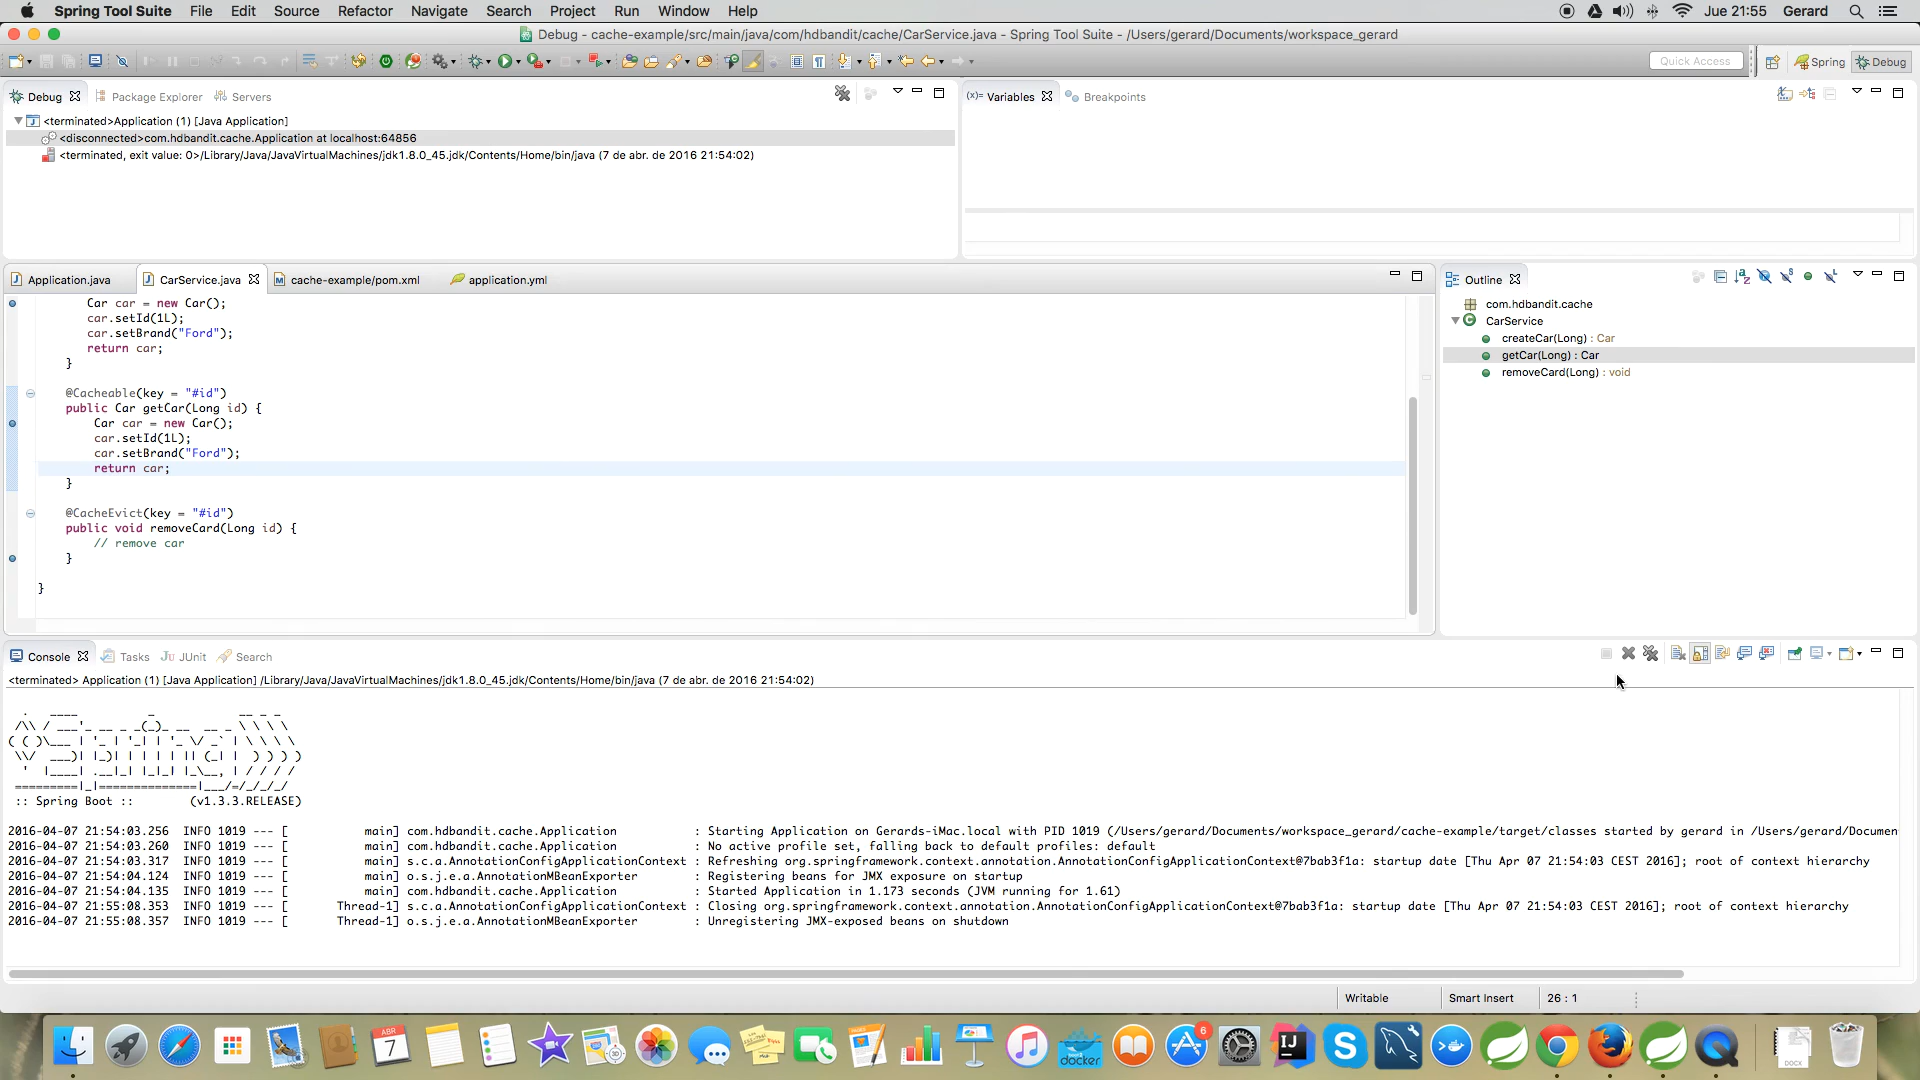 Spring Tool Suite File Edit Source Refactor Navigate Search Project Run Window Help Jue 21:55 Gerard
Debug - cache-example/src/main/java/com/hdbandit/cache/CarService.java - Spring Tool Suite - /Users/gerard/Documents/workspace_gerard
Quick Access Spring Debug
Debug Package Explorer Servers
<terminated>Application (1) [Java Application]
<disconnected>com.hdbandit.cache.Application at localhost:64856
<terminated, exit value: 0>/Library/Java/JavaVirtualMachines/jdk1.8.0_45.jdk/Contents/Home/bin/java (7 de abr. de 2016 21:54:02)
(x)= Variables Breakpoints
Application.java CarService.java cache-example/pom.xml application.yml
Car car = new Car();
car.setId(1L);
car.setBrand("Ford");
return car;
}
@Cacheable(key = "#id")
public Car getCar(Long id) {
Car car = new Car();
car.setId(1L);
car.setBrand("Ford");
return car;
}
@CacheEvict(key = "#id")
public void removeCard(Long id) {
// remove car
}
}
Outline
com.hdbandit.cache
CarService
createCar(Long) : Car
getCar(Long) : Car
removeCard(Long) : void
Console Tasks JUnit Search
<terminated> Application (1) [Java Application] /Library/Java/JavaVirtualMachines/jdk1.8.0_45.jdk/Contents/Home/bin/java (7 de abr. de 2016 21:54:02)
:: Spring Boot :: (v1.3.3.RELEASE)
2016-04-07 21:54:03.256 INFO 1019 --- [ main] com.hdbandit.cache.Application : Starting Application on Gerards-iMac.local with PID 1019 (/Users/gerard/Documents/workspace_gerard/cache-example/target/classes started by gerard in /Users/gerard/Documen
2016-04-07 21:54:03.260 INFO 1019 --- [ main] com.hdbandit.cache.Application : No active profile set, falling back to default profiles: default
2016-04-07 21:54:03.317 INFO 1019 --- [ main] s.c.a.AnnotationConfigApplicationContext : Refreshing org.springframework.context.annotation.AnnotationConfigApplicationContext@7bab3f1a: startup date [Thu Apr 07 21:54:03 CEST 2016]; root of context hierarchy
2016-04-07 21:54:04.124 INFO 1019 --- [ main] o.s.j.e.a.AnnotationMBeanExporter : Registering beans for JMX exposure on startup
2016-04-07 21:54:04.135 INFO 1019 --- [ main] com.hdbandit.cache.Application : Started Application in 1.173 seconds (JVM running for 1.61)
2016-04-07 21:55:08.353 INFO 1019 --- [ Thread-1] s.c.a.AnnotationConfigApplicationContext : Closing org.springframework.context.annotation.AnnotationConfigApplicationContext@7bab3f1a: startup date [Thu Apr 07 21:54:03 CEST 2016]; root of context hierarchy
2016-04-07 21:55:08.357 INFO 1019 --- [ Thread-1] o.s.j.e.a.AnnotationMBeanExporter : Unregistering JMX-exposed beans on shutdown
Writable Smart Insert 26 : 1
ABR
7
docker
6
IJ
DOCX